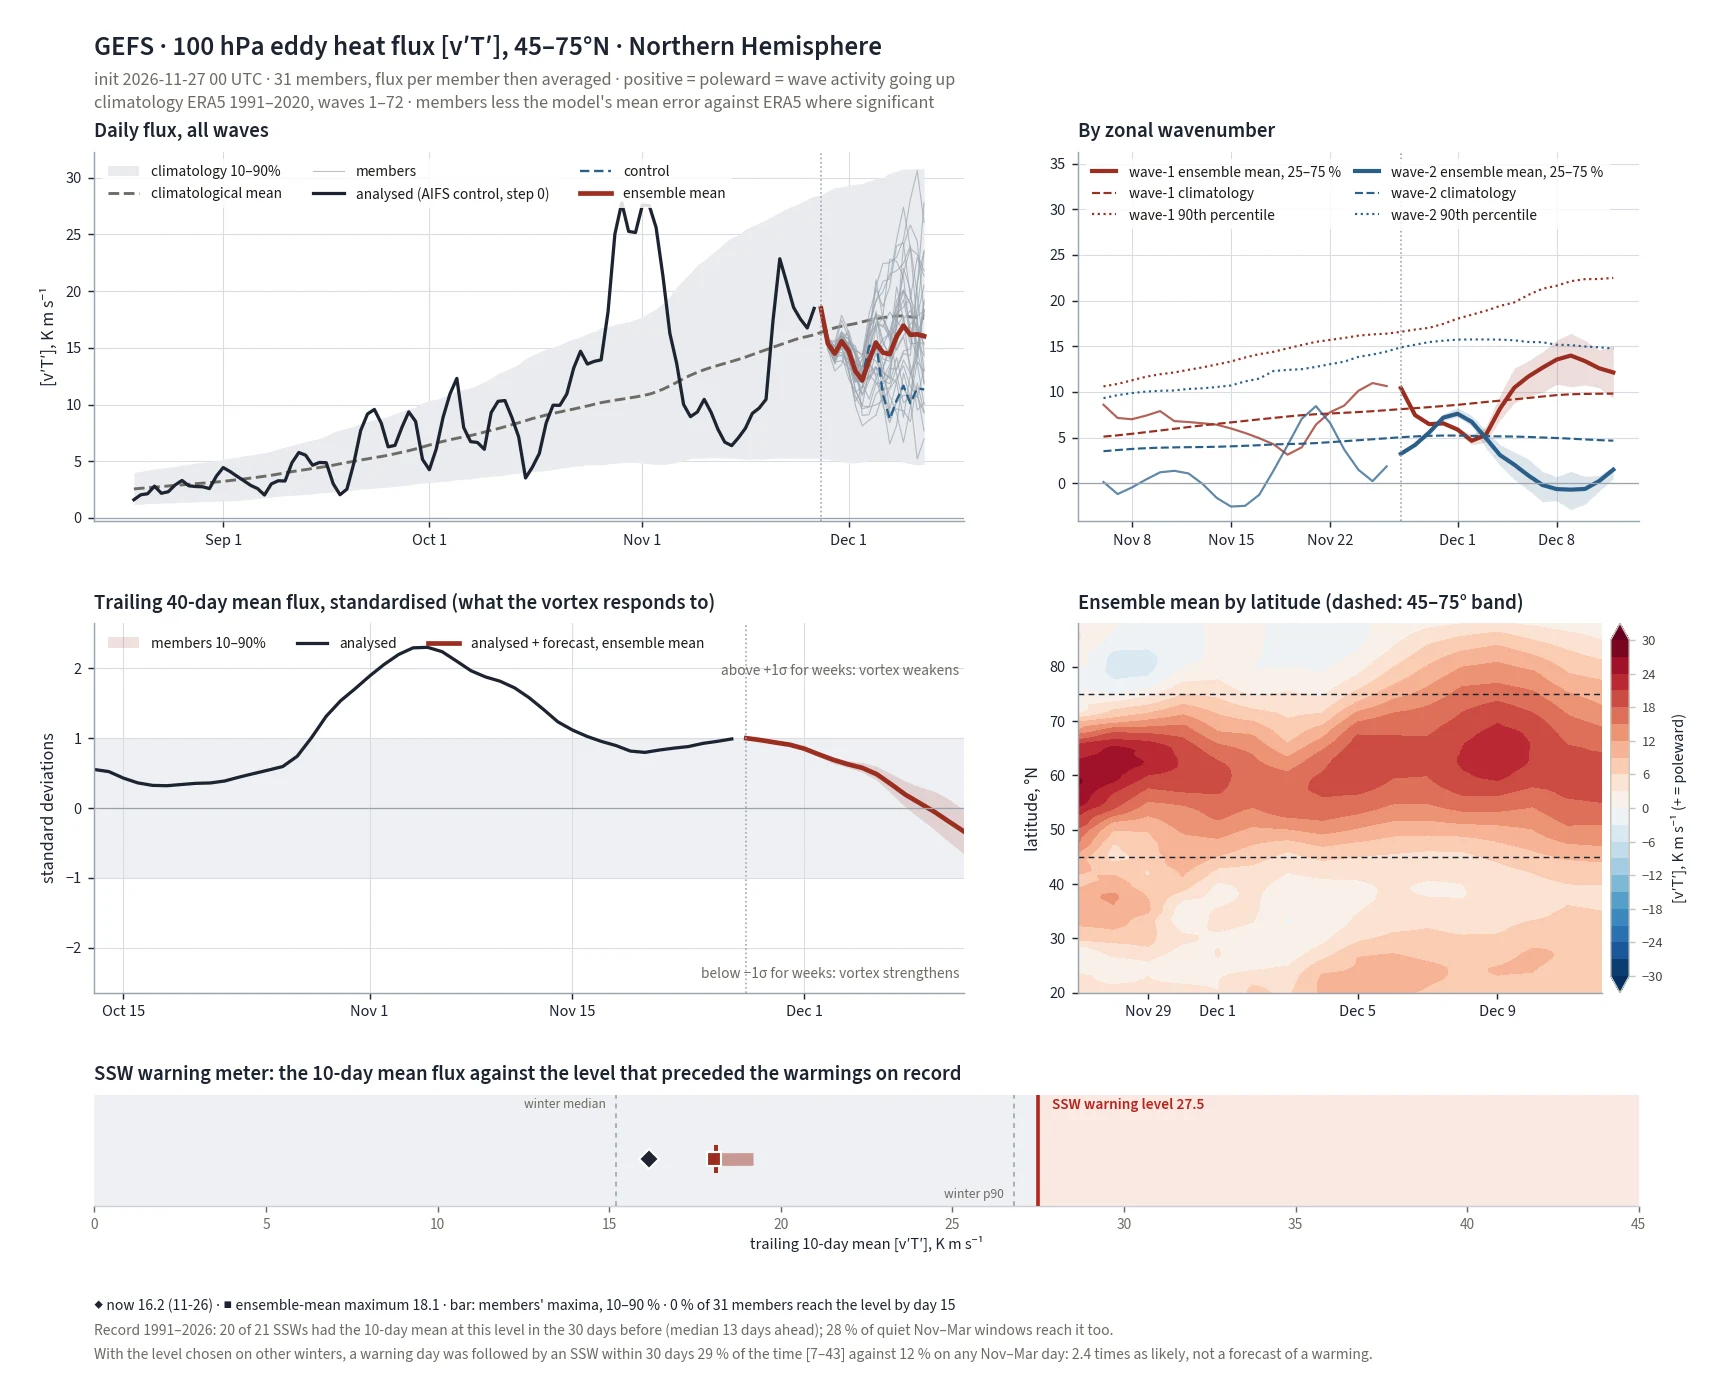 GEFS · 100 hPa eddy heat flux [v′T′], 45–75°N · Northern Hemisphere
init 2026-11-27 00 UTC · 31 members, flux per member then averaged · positive = poleward = wave activity going up
climatology ERA5 1991–2020, waves 1–72 · members less the model's mean error against ERA5 where significant
Daily flux, all waves
climatology 10–90%
members
control
climatological mean
analysed (AIFS control, step 0)
ensemble mean
30
25
20
15
10
5
0
[v′T′], K m s⁻¹
Sep 1
Oct 1
Nov 1
Dec 1
By zonal wavenumber
wave-1 ensemble mean, 25–75 %
wave-2 ensemble mean, 25–75 %
wave-1 climatology
wave-2 climatology
wave-1 90th percentile
wave-2 90th percentile
35
30
25
20
15
10
5
0
Nov 8
Nov 15
Nov 22
Dec 1
Dec 8
Trailing 40-day mean flux, standardised (what the vortex responds to)
members 10–90%
analysed
analysed + forecast, ensemble mean
above +1σ for weeks: vortex weakens
2
1
0
−1
−2
standard deviations
below −1σ for weeks: vortex strengthens
Oct 15
Nov 1
Nov 15
Dec 1
Ensemble mean by latitude (dashed: 45–75° band)
80
70
60
50
40
30
20
latitude, °N
Nov 29
Dec 1
Dec 5
Dec 9
30
24
18
12
6
0
−6
−12
−18
−24
−30
[v′T′], K m s⁻¹ (+ = poleward)
SSW warning meter: the 10-day mean flux against the level that preceded the warmings on record
winter median
SSW warning level 27.5
winter p90
0
5
10
15
20
25
30
35
40
45
trailing 10-day mean [v′T′], K m s⁻¹
◆ now 16.2 (11-26) · ■ ensemble-mean maximum 18.1 · bar: members' maxima, 10–90 % · 0 % of 31 members reach the level by day 15
Record 1991–2026: 20 of 21 SSWs had the 10-day mean at this level in the 30 days before (median 13 days ahead); 28 % of quiet Nov–Mar windows reach it too.
With the level chosen on other winters, a warning day was followed by an SSW within 30 days 29 % of the time [7–43] against 12 % on any Nov–Mar day: 2.4 times as likely, not a forecast of a warming.